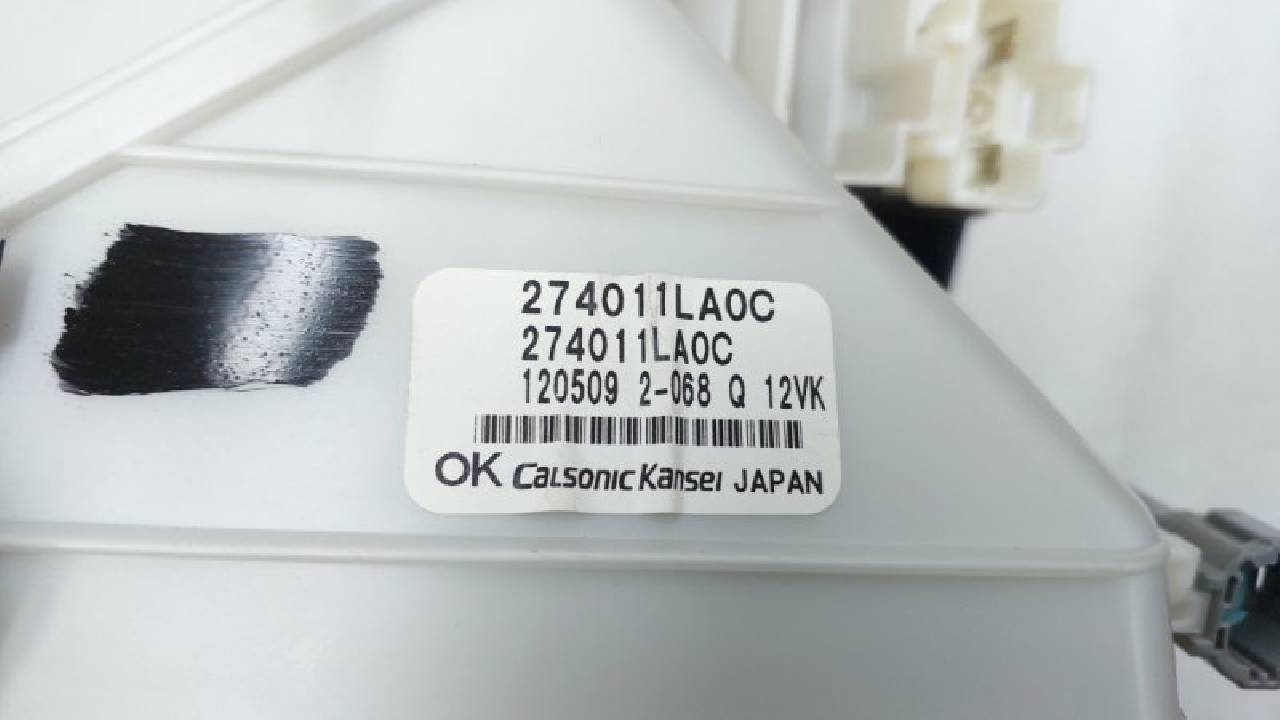 274011LA0C
274011LA0C
120509 2-068 Q 12VK
OK CALSONIC KANSEI JAPAN